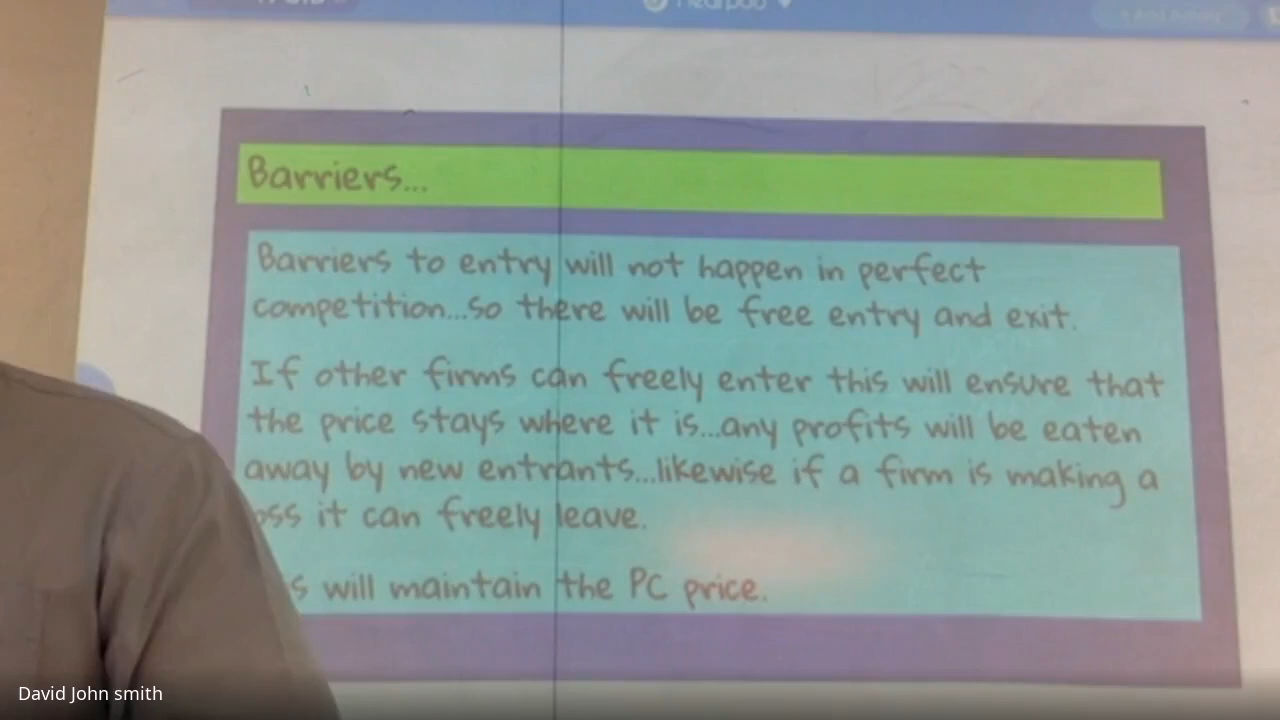 Barriers...
Barriers to entry will not happen in perfect
competition...so there will be free entry and exit.
If other firms can freely enter this will ensure that
the price stays where it is...any profits will be eaten
away by new entrants...likewise if a firm is making a
oss it can freely leave.
s will maintain the PC price.
David John smith